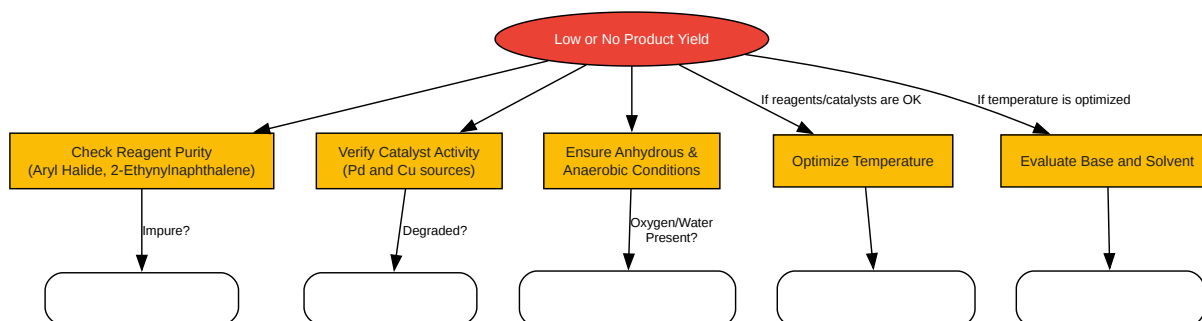 Low or No Product Yield
If reagents/catalysts are OK
If temperature is optimized
Check Reagent Purity
(Aryl Halide, 2-Ethynylnaphthalene)
Verify Catalyst Activity
(Pd and Cu sources)
Ensure Anhydrous &
Anaerobic Conditions
Optimize Temperature
Evaluate Base and Solvent
Impure?
Degraded?
Oxygen/Water
Present?